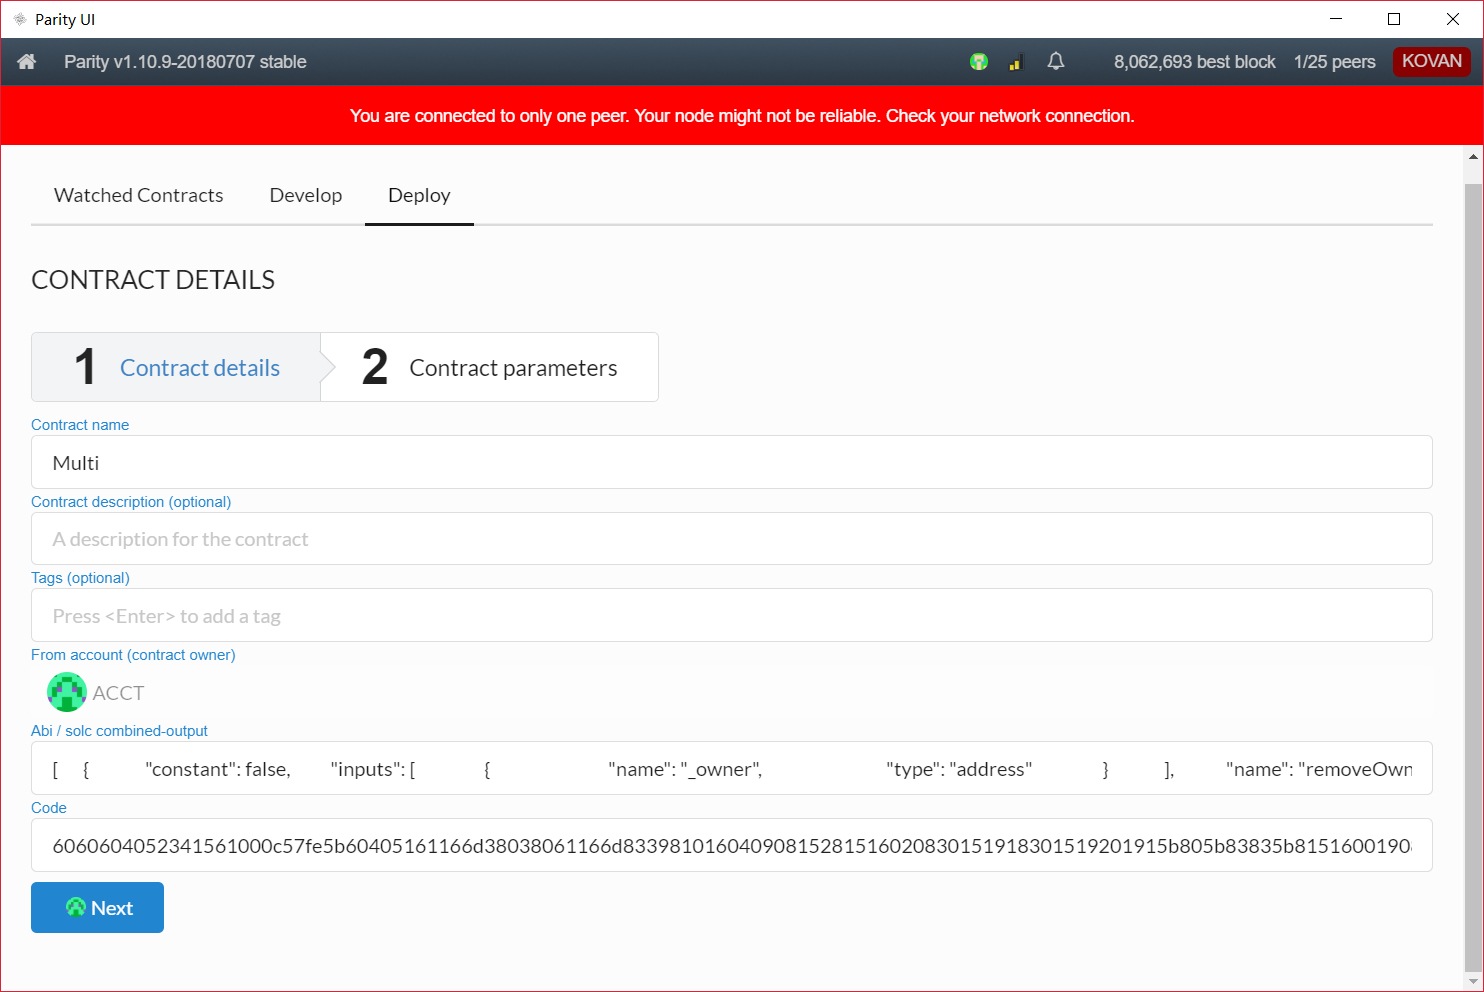 Parity UI
Parity v1.10.9-20180707 stable
8,062,693 best block
1/25 peers
KOVAN
You are connected to only one peer. Your node might not be reliable. Check your network connection.
Watched Contracts
Develop
Deploy
CONTRACT DETAILS
1 Contract details
2 Contract parameters
Contract name
Multi
Contract description (optional)
A description for the contract
Tags (optional)
Press <Enter> to add a tag
From account (contract owner)
ACCT
Abi / solc combined-output
[ { "constant": false, "inputs": [ { "name": "_owner", "type": "address" } ], "name": "removeOwn
Code
6060604052341561000c57fe5b60405161166d38038061166d833981016040908152815160208301519183015192019​15b805b83835b8151600190
Next